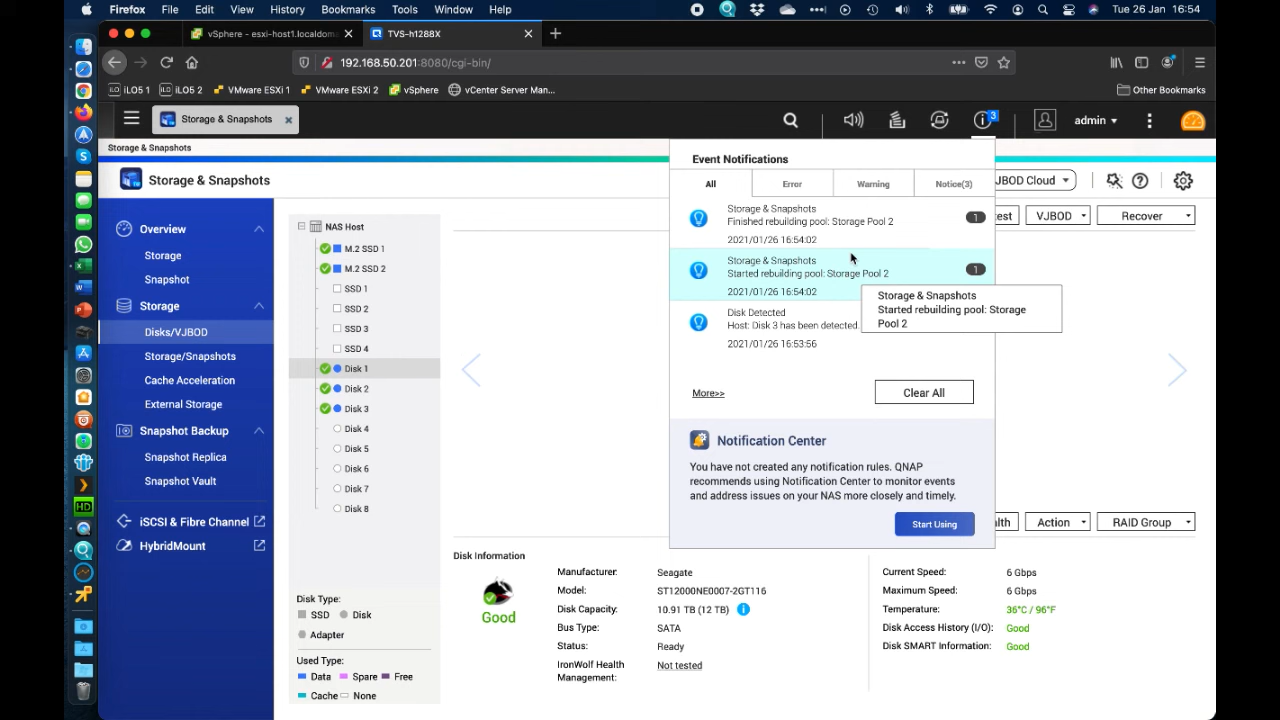 Firefox File Edit View History Bookmarks Tools Window Help Tue 26 Jan 16:54
vSphere - esxi-host1.localdoma
TVS-h1288X
192.168.50.201:8080/cgi-bin/
iLO5 1 iLO5 2 VMware ESXi 1 VMware ESXi 2 vSphere vCenter Server Man... Other Bookmarks
Storage & Snapshots
3
admin
Storage & Snapshots
Storage & Snapshots
JBOD Cloud
VJBOD
Recover
Overview
Storage
Snapshot
Storage
Disks/VJBOD
Storage/Snapshots
Cache Acceleration
External Storage
Snapshot Backup
Snapshot Replica
Snapshot Vault
iSCSI & Fibre Channel
HybridMount
NAS Host
M.2 SSD 1
M.2 SSD 2
SSD 1
SSD 2
SSD 3
SSD 4
Disk 1
Disk 2
Disk 3
Disk 4
Disk 5
Disk 6
Disk 7
Disk 8
Disk Type:
SSD Disk
Adapter
Used Type:
Data Spare Free
Cache None
Event Notifications
All Error Warning Notice(3)
Storage & Snapshots
Finished rebuilding pool: Storage Pool 2
1
2021/01/26 16:54:02
Storage & Snapshots
Started rebuilding pool: Storage Pool 2
1
2021/01/26 16:54:02
Storage & Snapshots
Started rebuilding pool: Storage
Pool 2
Disk Detected
Host: Disk 3 has been detected.
2021/01/26 16:53:56
More>>
Clear All
Notification Center
You have not created any notification rules. QNAP
recommends using Notification Center to monitor events
and address issues on your NAS more closely and timely.
Start Using
Action
RAID Group
Disk Information
Good
Manufacturer: Seagate
Model: ST12000NE0007-2GT116
Disk Capacity: 10.91 TB (12 TB)
Bus Type: SATA
Status: Ready
IronWolf Health
Management:
Not tested
Current Speed: 6 Gbps
Maximum Speed: 6 Gbps
Temperature: 36°C / 96°F
Disk Access History (I/O): Good
Disk SMART Information: Good
HD